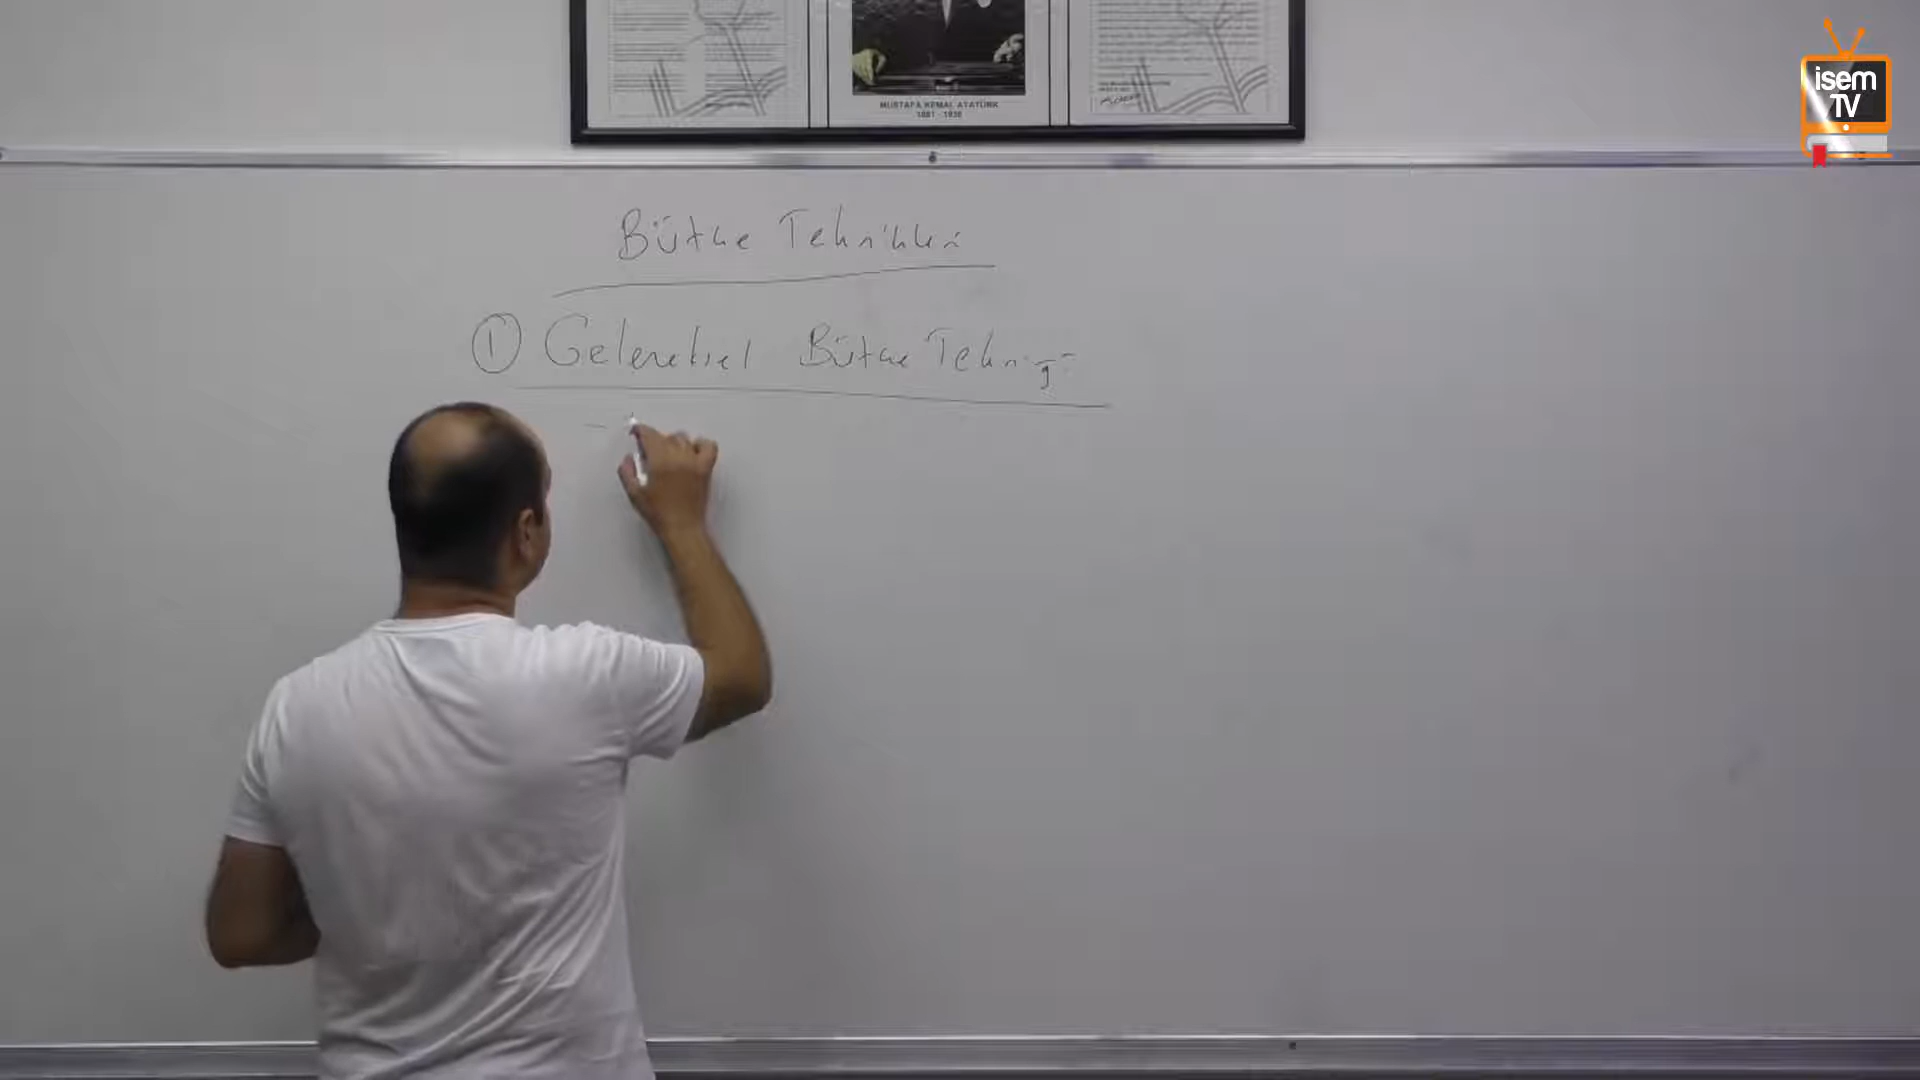 isem
TV
MUSTAFA KEMAL ATATÜRK
1881 - 1938
Bütçe Teknikleri
① Geleneksel Bütçe Tekniği